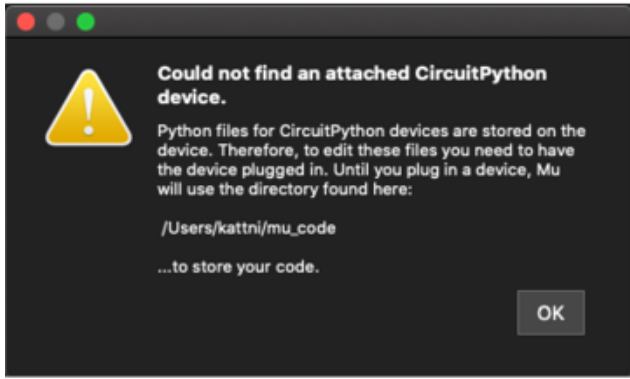 Could not find an attached CircuitPython
device.
Python files for CircuitPython devices are stored on the
device. Therefore, to edit these files you need to have
the device plugged in. Until you plug in a device, Mu
will use the directory found here:
/Users/kattni/mu_code
...to store your code.
OK